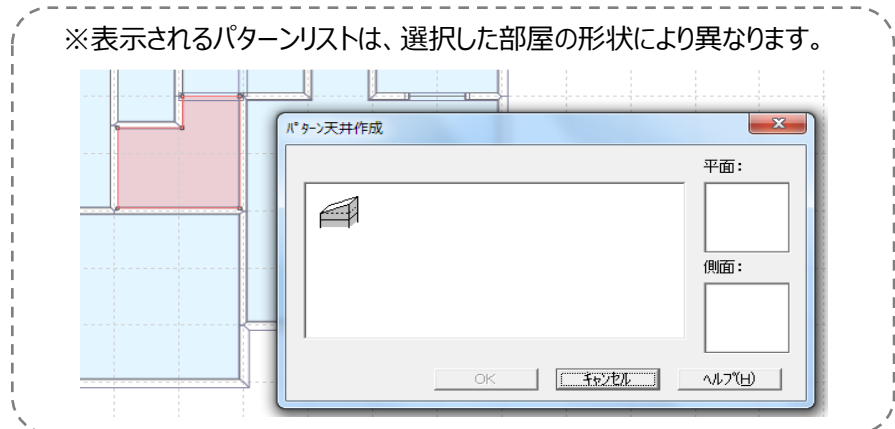 ※表示されるパターンリストは、選択した部屋の形状により異なります。
パターン天井作成
平面：
側面：
OK
キャンセル
ヘルプ(H)